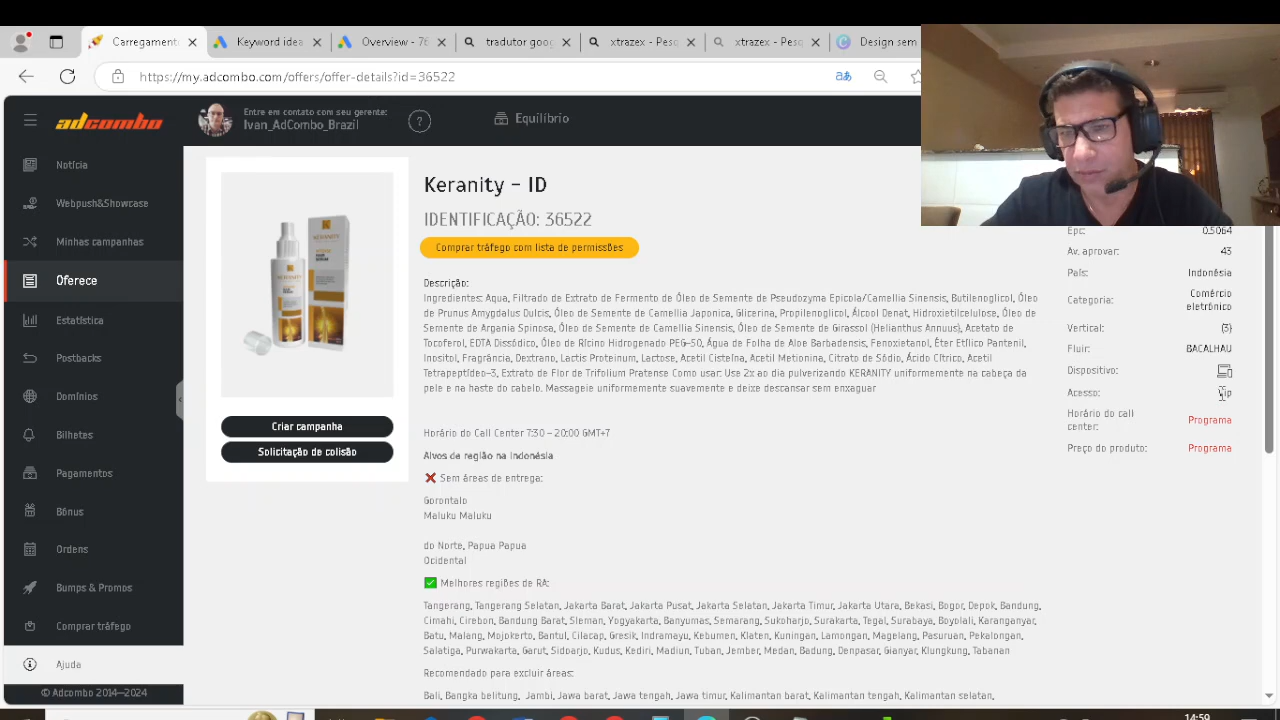 Carregamento
Keyword id
Overview - 76
trackin goog
xtrazex - Pesq
xtrazex - Pesq
Design sem
https://my.adcombo.com/offers/offer-details?id=36522
aあ
adcombo
Entre em contato com seu gerente:
Ivan_AdCombo_Brazil
?
Equilíbrio
Notícia
Webpush&Showcase
Minhas campanhas
Oferece
Estatística
Postbacks
Domínios
Bilhetes
Pagamentos
Bônus
Ordens
Bumps & Promos
Comprar tráfego
Ajuda
© Adcombo 2014—2024
KERANITY
Criar campanha
Solicitação de colisão
Keranity - ID
IDENTIFICAÇÃO: 36522
Comprar tráfego com lista de permissões
Descrição:
Ingredientes: Água, Filtrado de Extrato de Fermento de Óleo de Semente de Pseudozyma Epicola/Camellia Sinensis, Butilenoglicol, Óleo
de Prunus Amygdalus Dulcis, Óleo de Semente de Camellia Japonica, Glicerina, Propilenoglicol, Álcool Denat, Hidroxietilcelulose, Óleo de
Semente de Argania Spinosa, Óleo de Semente de Camellia Sinensis, Óleo de Semente de Girassol (Helianthus Annuus), Acetato de
Tocoferol, EDTA Dissódico, Óleo de Rícino Hidrogenado PEG-50, Água de Folha de Aloe Barbadensis, Fenoxietanol, Éter Etílico Pantenil,
Inositol, Fragrância, Dextrano, Lactis Proteinum, Lactose, Acetil Cisteína, Acetil Metionina, Citrato de Sódio, Ácido Cítrico, Acetil
Tetrapeptídeo-3, Extrato de Flor de Trifolium Pratense Como usar: Use 2x ao dia pulverizando KERANITY uniformemente na cabeça da
pele e na haste do cabelo. Massageie uniformemente suavemente e deixe descansar sem enxaguar
Horário do Call Center 7:30 – 20:00 GMT+7
Alvos de região na Indonésia
❌ Sem áreas de entrega:
Gorontalo
Maluku Maluku
do Norte, Papua Papua
Ocidental
✅ Melhores regiões de RA:
Tangerang, Tangerang Selatan, Jakarta Barat, Jakarta Pusat, Jakarta Selatan, Jakarta Timur, Jakarta Utara, Bekasi, Bogor, Depok, Bandung,
Cimahi, Cirebon, Bandung Barat, Sleman, Yogyakarta, Banyumas, Semarang, Sukoharjo, Surakarta, Tegal, Surabaya, Boyolali, Karanganyar,
Batu, Malang, Mojokerto, Bantul, Cilacap, Gresik, Indramayu, Kebumen, Klaten, Kuningan, Lamongan, Magelang, Pasuruan, Pekalongan,
Salatiga, Purwakarta, Garut, Sidoarjo, Kudus, Kediri, Madiun, Tuban, Jember, Medan, Badung, Denpasar, Gianyar, Klungkung, Tabanan
Recomendado para excluir áreas:
Bali, Bangka belitung, Jambi, Jawa barat, Jawa tengah, Jawa timur, Kalimantan barat, Kalimantan tengah, Kalimantan selatan,
Epc: 0.5064
Av. aprovar: 43
País: Indonésia
Categoria: Comércio
eletrônico
Vertical: (3)
Fluir: BACALHAU
Dispositivo:
Acesso: Vip
Horário do call
center: Programa
Preço do produto: Programa
14:59